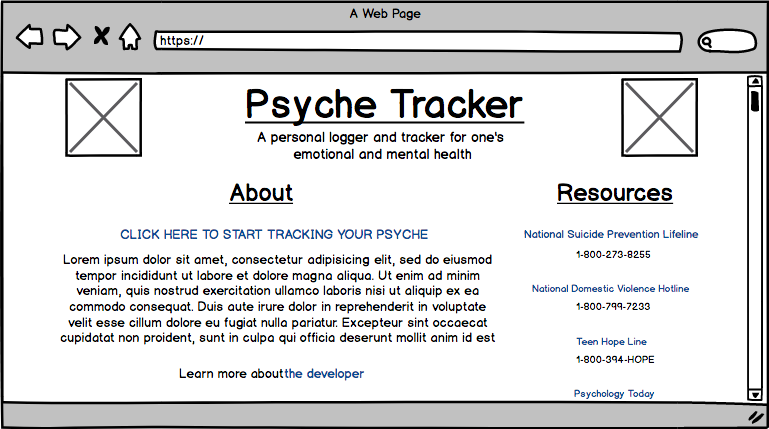 A Web Page
https://
Psyche Tracker
A personal logger and tracker for one's
emotional and mental health
About
CLICK HERE TO START TRACKING YOUR PSYCHE
Lorem ipsum dolor sit amet, consectetur adipisicing elit, sed do eiusmod
tempor incididunt ut labore et dolore magna aliqua. Ut enim ad minim
veniam, quis nostrud exercitation ullamco laboris nisi ut aliquip ex ea
commodo consequat. Duis aute irure dolor in reprehenderit in voluptate
velit esse cillum dolore eu fugiat nulla pariatur. Excepteur sint occaecat
cupidatat non proident, sunt in culpa qui officia deserunt mollit anim id est
Learn more about the developer
Resources
National Suicide Prevention Lifeline
1-800-273-8255
National Domestic Violence Hotline
1-800-799-7233
Teen Hope Line
1-800-394-HOPE
Psychology Today